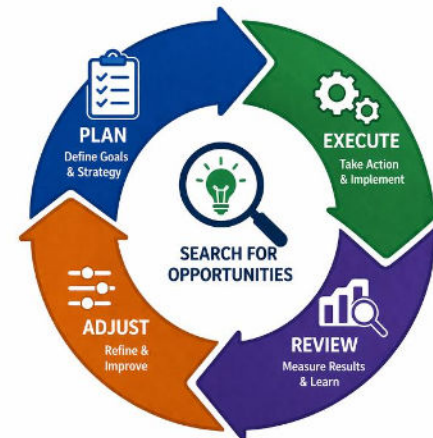 PLAN
Define Goals
& Strategy
EXECUTE
Take Action
& Implement
SEARCH FOR
OPPORTUNITIES
REVIEW
Measure Results
& Learn
ADJUST
Refine &
Improve